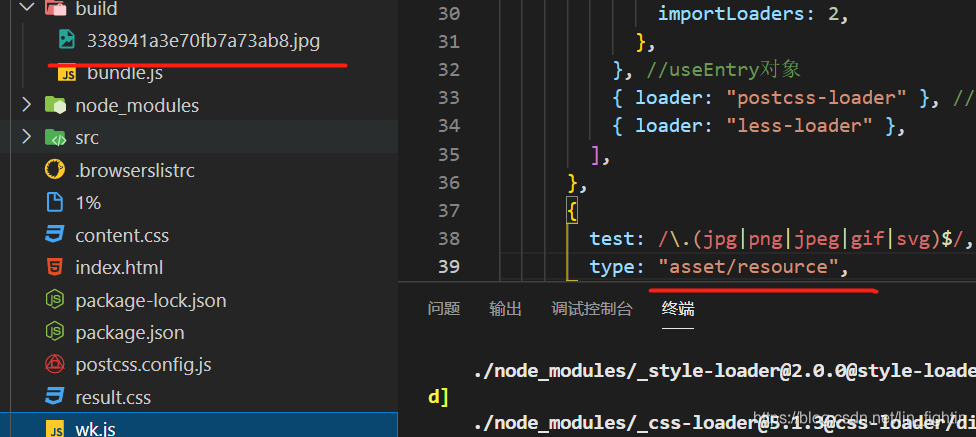 build
338941a3e70fb7a73ab8.jpg
bundle.js
node_modules
src
.browserslistrc
1%
content.css
index.html
package-lock.json
package.json
postcss.config.js
result.css
wk.js
30 importLoaders: 2,
31 },
32 }, //useEntry对象
33 { loader: "postcss-loader" }, //
34 { loader: "less-loader" },
35 ],
36 },
37 {
38 test: /\.(jpg|png|jpeg|gif|svg)$/,
39 type: "asset/resource",
问题 输出 调试控制台 终端
./node_modules/_style-loader@2.0.0@style-loade
d]
./node_modules/_css-loader@5.1.3@css-loader/di
https://blog.csdn.net/lin_fightin